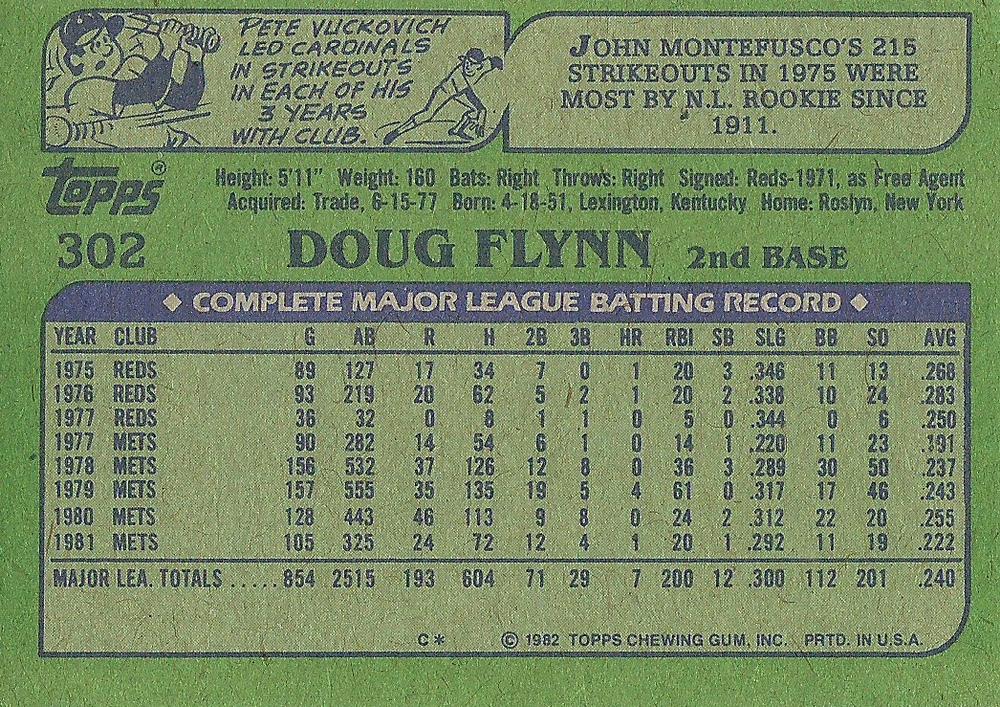 PETE VUCKOVICH
LED CARDINALS
IN STRIKEOUTS
IN EACH OF HIS
3 YEARS
WITH CLUB.
JOHN MONTEFUSCO'S 215
STRIKEOUTS IN 1975 WERE
MOST BY N.L. ROOKIE SINCE
1911.
Topps®
Height: 5'11" Weight: 160 Bats: Right Throws: Right Signed: Reds-1971, as Free Agent
Acquired: Trade, 6-15-77 Born: 4-18-51, Lexington, Kentucky Home: Roslyn, New York
302 DOUG FLYNN 2nd BASE
◆ COMPLETE MAJOR LEAGUE BATTING RECORD ◆
YEAR CLUB G AB R H 2B 3B HR RBI SB SLG BB SO AVG
1975 REDS 89 127 17 34 7 0 1 20 3 .346 11 13 .268
1976 REDS 93 219 20 62 5 2 1 20 2 .338 10 24 .283
1977 REDS 36 32 0 8 1 1 0 5 0 .344 0 6 .250
1977 METS 90 282 14 54 6 1 0 14 1 .220 11 23 .191
1978 METS 156 532 37 126 12 8 0 36 3 .289 30 50 .237
1979 METS 157 555 35 135 19 5 4 61 0 .317 17 46 .243
1980 METS 128 443 46 113 9 8 0 24 2 .312 22 20 .255
1981 METS 105 325 24 72 12 4 1 20 1 .292 11 19 .222
MAJOR LEA. TOTALS .....854 2515 193 604 71 29 7 200 12 .300 112 201 .240
C* © 1982 TOPPS CHEWING GUM, INC. PRTD. IN U.S.A.